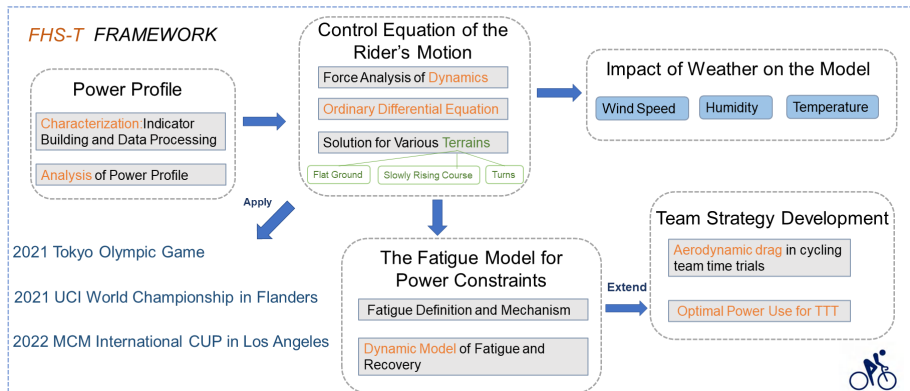 FHS-T FRAMEWORK
Power Profile
Characterization:Indicator
Building and Data Processing
Analysis of Power Profile
Control Equation of the
Rider's Motion
Force Analysis of Dynamics
Ordinary Differential Equation
Solution for Various Terrains
Flat Ground
Slowly Rising Course
Turns
Impact of Weather on the Model
Wind Speed
Humidity
Temperature
Apply
2021 Tokyo Olympic Game
2021 UCI World Championship in Flanders
2022 MCM International CUP in Los Angeles
The Fatigue Model for
Power Constraints
Fatigue Definition and Mechanism
Dynamic Model of Fatigue and
Recovery
Extend
Team Strategy Development
Aerodynamic drag in cycling
team time trials
Optimal Power Use for TTT